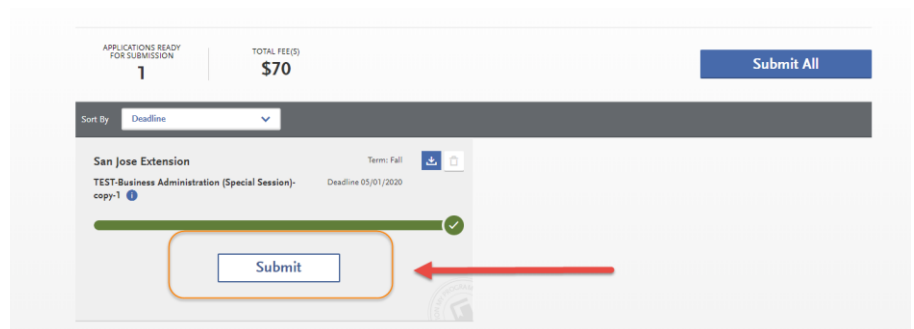 APPLICATIONS READY
FOR SUBMISSION
1
TOTAL FEE(S)
$70
Submit All
Sort By
Deadline
San Jose Extension
Term: Fall
TEST-Business Administration (Special Session)-
copy-1
Deadline 05/01/2020
Submit